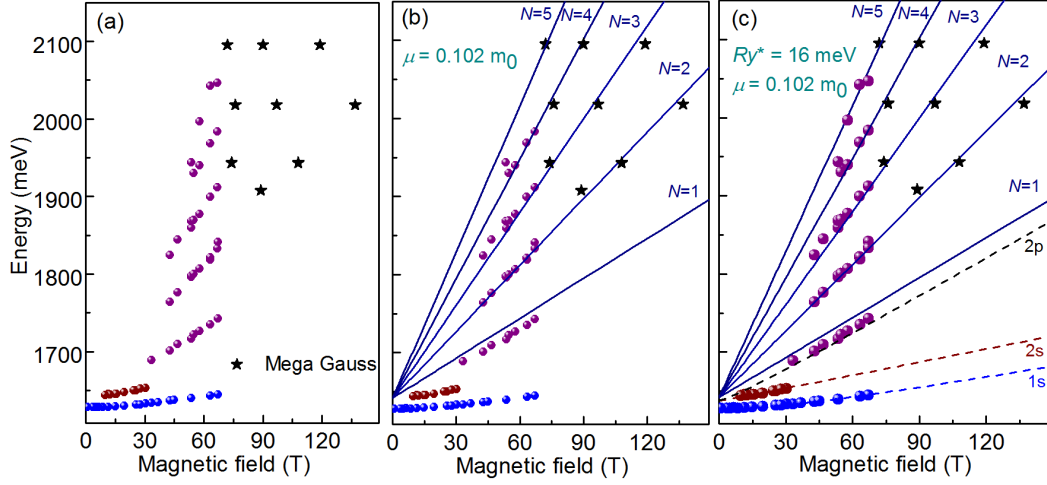 (a)
Energy (meV)
2100
2000
1900
1800
1700
1600
Mega Gauss
0 30 60 90 120
Magnetic field (T)
(b)
μ = 0.102 m0
N=5 N=4 N=3
N=2
N=1
0 30 60 90 120
Magnetic field (T)
(c)
Ry* = 16 meV
μ = 0.102 m0
N=5 N=4 N=3
N=2
N=1
2p
2s
1s
0 30 60 90 120
Magnetic field (T)